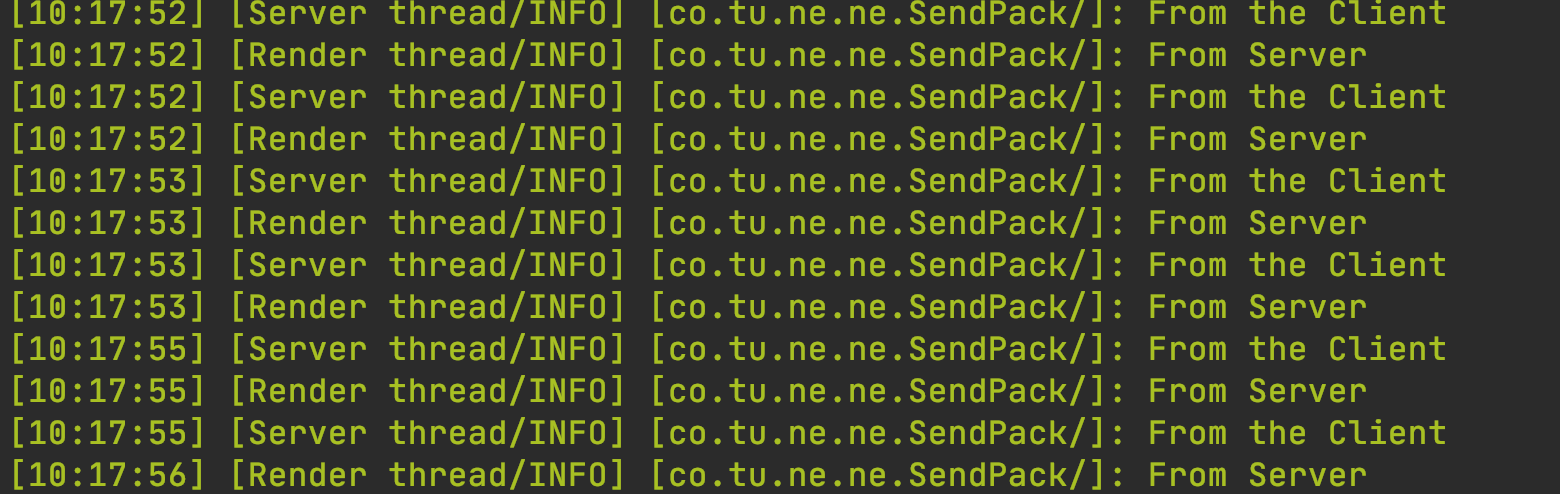 [10:17:52] [Server thread/INFO] [co.tu.ne.ne.SendPack/]: From the Client
[10:17:52] [Render thread/INFO] [co.tu.ne.ne.SendPack/]: From Server
[10:17:52] [Server thread/INFO] [co.tu.ne.ne.SendPack/]: From the Client
[10:17:52] [Render thread/INFO] [co.tu.ne.ne.SendPack/]: From Server
[10:17:53] [Server thread/INFO] [co.tu.ne.ne.SendPack/]: From the Client
[10:17:53] [Render thread/INFO] [co.tu.ne.ne.SendPack/]: From Server
[10:17:53] [Server thread/INFO] [co.tu.ne.ne.SendPack/]: From the Client
[10:17:53] [Render thread/INFO] [co.tu.ne.ne.SendPack/]: From Server
[10:17:55] [Server thread/INFO] [co.tu.ne.ne.SendPack/]: From the Client
[10:17:55] [Render thread/INFO] [co.tu.ne.ne.SendPack/]: From Server
[10:17:55] [Server thread/INFO] [co.tu.ne.ne.SendPack/]: From the Client
[10:17:56] [Render thread/INFO] [co.tu.ne.ne.SendPack/]: From Server